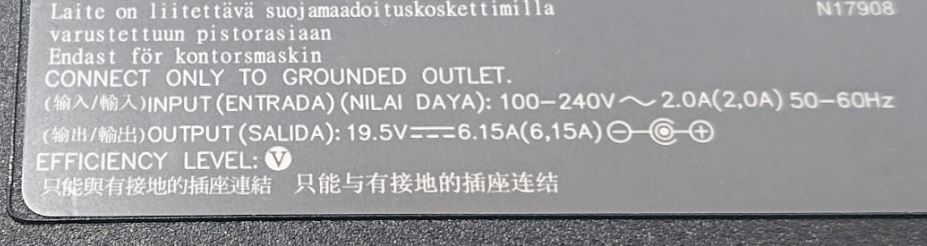 Laite on liitettävä suojamaadoituskoskettimilla
N17908
varustettuun pistorasiaan
Endast för kontorsmaskin
CONNECT ONLY TO GROUNDED OUTLET.
(输入/輸入)INPUT(ENTRADA)(NILAI DAYA): 100-240V～ 2.0A(2,0A) 50-60Hz
(输出/輸出)OUTPUT(SALIDA): 19.5V⎓6.15A(6,15A)
EFFICIENCY LEVEL: V
只能與有接地的插座連結 只能与有接地的插座连结